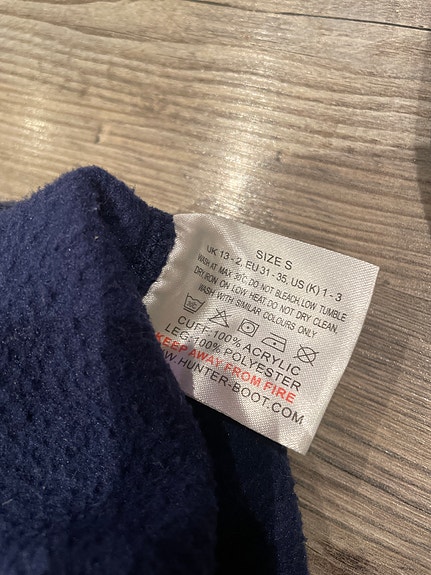 SIZE S
UK 13 - 2, EU 31 - 35, US (K) 1 - 3
WASH AT MAX 30°C, DO NOT BLEACH, LOW TUMBLE
DRY, IRON ON LOW HEAT, DO NOT DRY CLEAN.
WASH WITH SIMILAR COLOURS ONLY
CUFF: 100% ACRYLIC
LEG: 100% POLYESTER
KEEP AWAY FROM FIRE
W.HUNTER-BOOT.COM